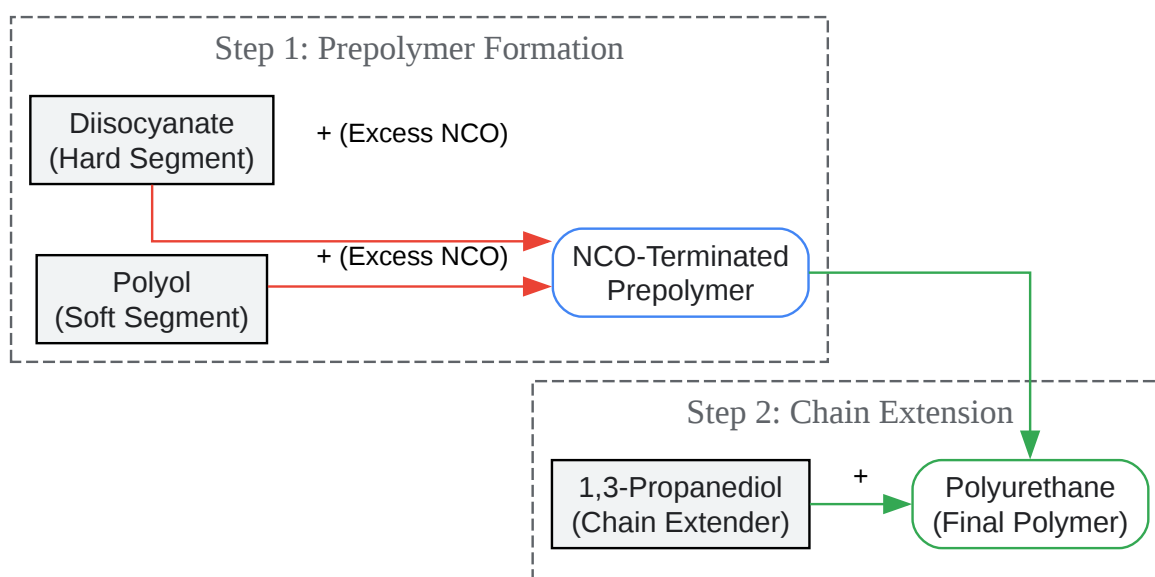 Step 1: Prepolymer Formation
Diisocyanate
(Hard Segment)
+ (Excess NCO)
+ (Excess NCO)
Polyol
(Soft Segment)
NCO-Terminated
Prepolymer
Step 2: Chain Extension
1,3-Propanediol
(Chain Extender)
+
Polyurethane
(Final Polymer)